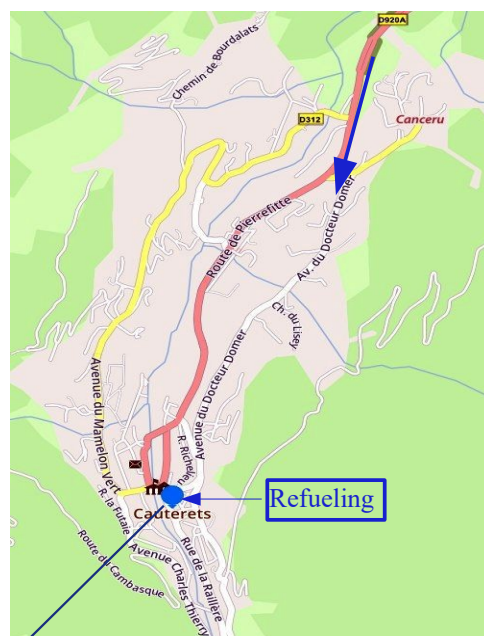 D920A
Chemin de Bourdalats
D312
Canceru
Route de Pierrefitte
Av. du Docteur Domer
Ch. du Lisey
Avenue du Docteur Domer
Avenue du Mamelon Vert
R. Richelieu
R. la Futaie
Refueling
Cauterets
Route du Cambasque
Avenue Charles Thierry
Rue de la Raillère